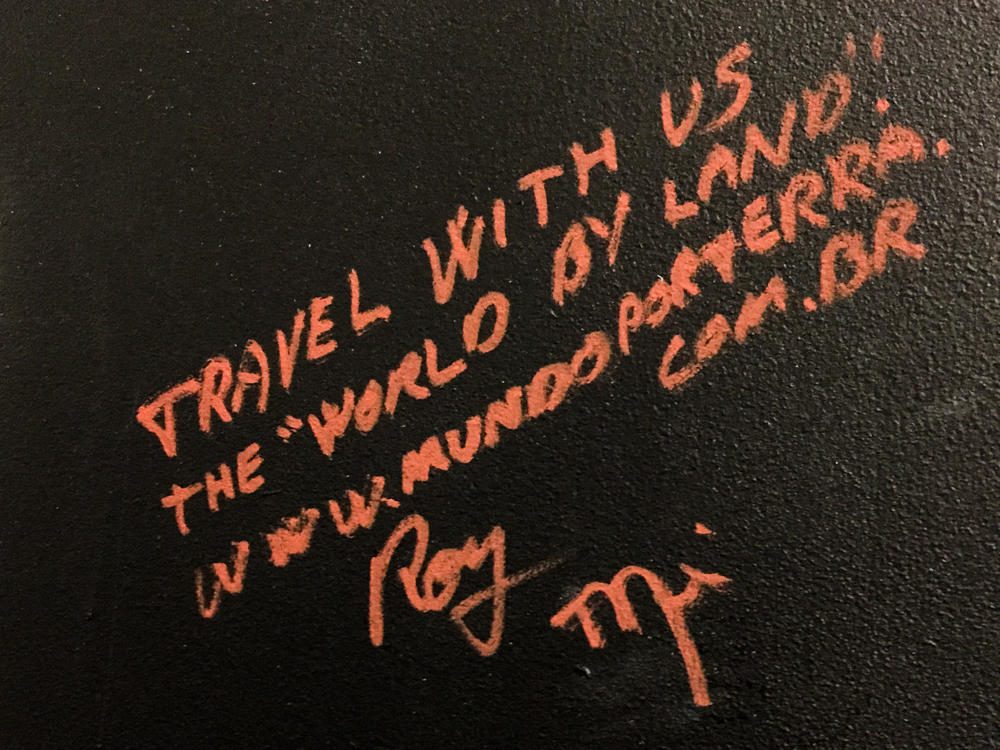 TRAVEL WITH US
THE "WORLD BY LAND".
WWW.MUNDOPORTERRA.
COM.BR
Roy